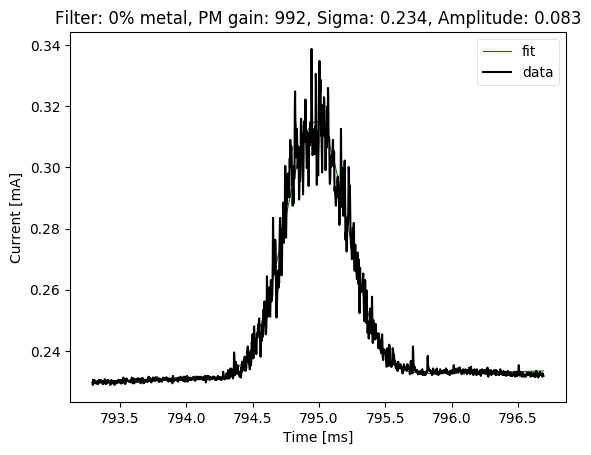 Filter: 0% metal, PM gain: 992, Sigma: 0.234, Amplitude: 0.083
fit
data
0.34
0.32
0.30
0.28
0.26
0.24
Current [mA]
793.5 794.0 794.5 795.0 795.5 796.0 796.5
Time [ms]